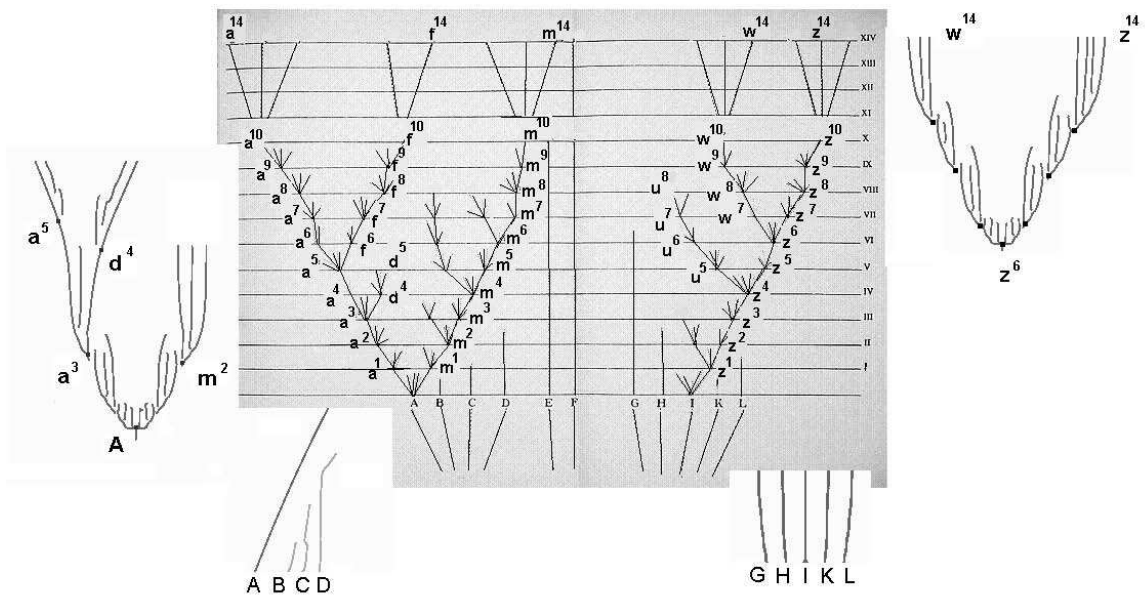 a14 f14 m14 w14 z14 XIV
XIII
XII
XI
a10 f10 m10 w10 z10 X
a9 f9 m9 w9 z9 IX
a8 f8 m8 u8 w8 z8 VIII
a7 f7 m7 u7 w7 z7 VII
a6 f6 m6 u6 z6 VI
a5 d5 m5 u5 z5 V
a4 d4 m4 z4 IV
a3 m3 z3 III
a2 m2 z2 II
a1 m1 z1 I
A B C D E F G H I K L
a5
d4
a3 m2
A
w14 z14
z6
A B C D
G H I K L